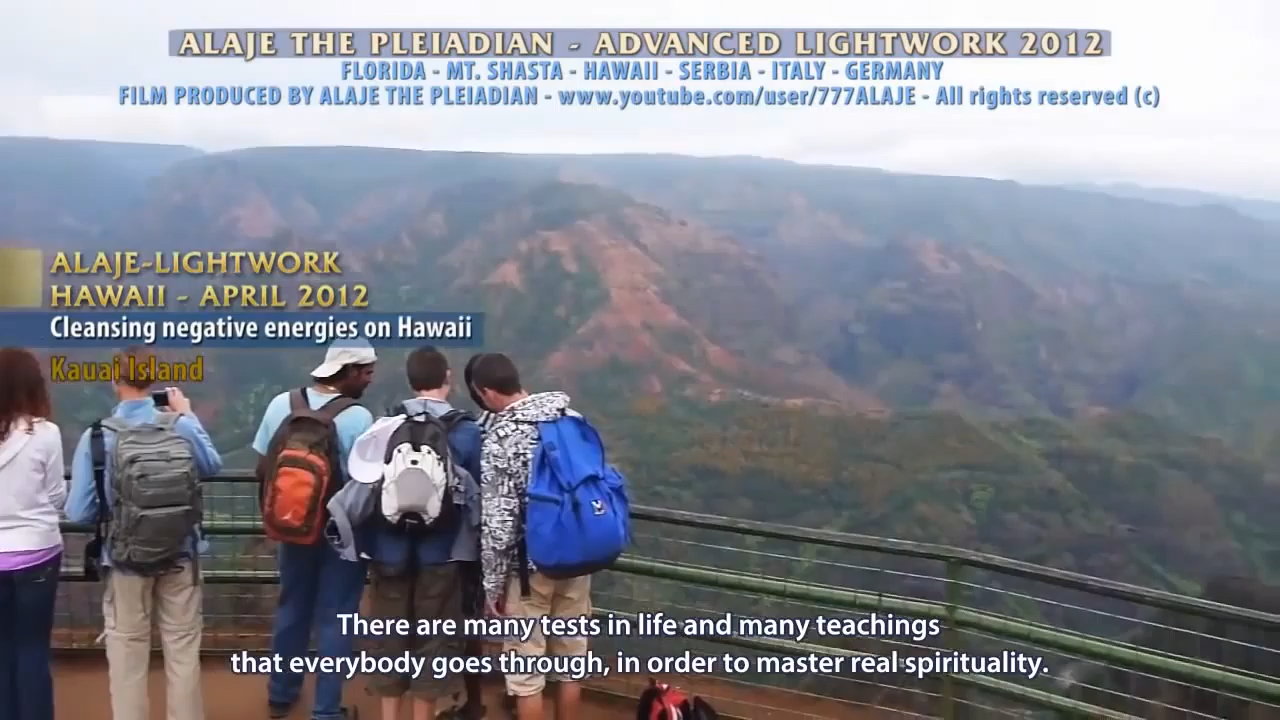 ALAJE THE PLEIADIAN - ADVANCED LIGHTWORK 2012
FLORIDA - MT. SHASTA - HAWAII - SERBIA - ITALY - GERMANY
FILM PRODUCED BY ALAJE THE PLEIADIAN - www.youtube.com/user/777ALAJE - All rights reserved (c)
ALAJE-LIGHTWORK
HAWAII - APRIL 2012
Cleansing negative energies on Hawaii
Kauai Island
There are many tests in life and many teachings
that everybody goes through, in order to master real spirituality.